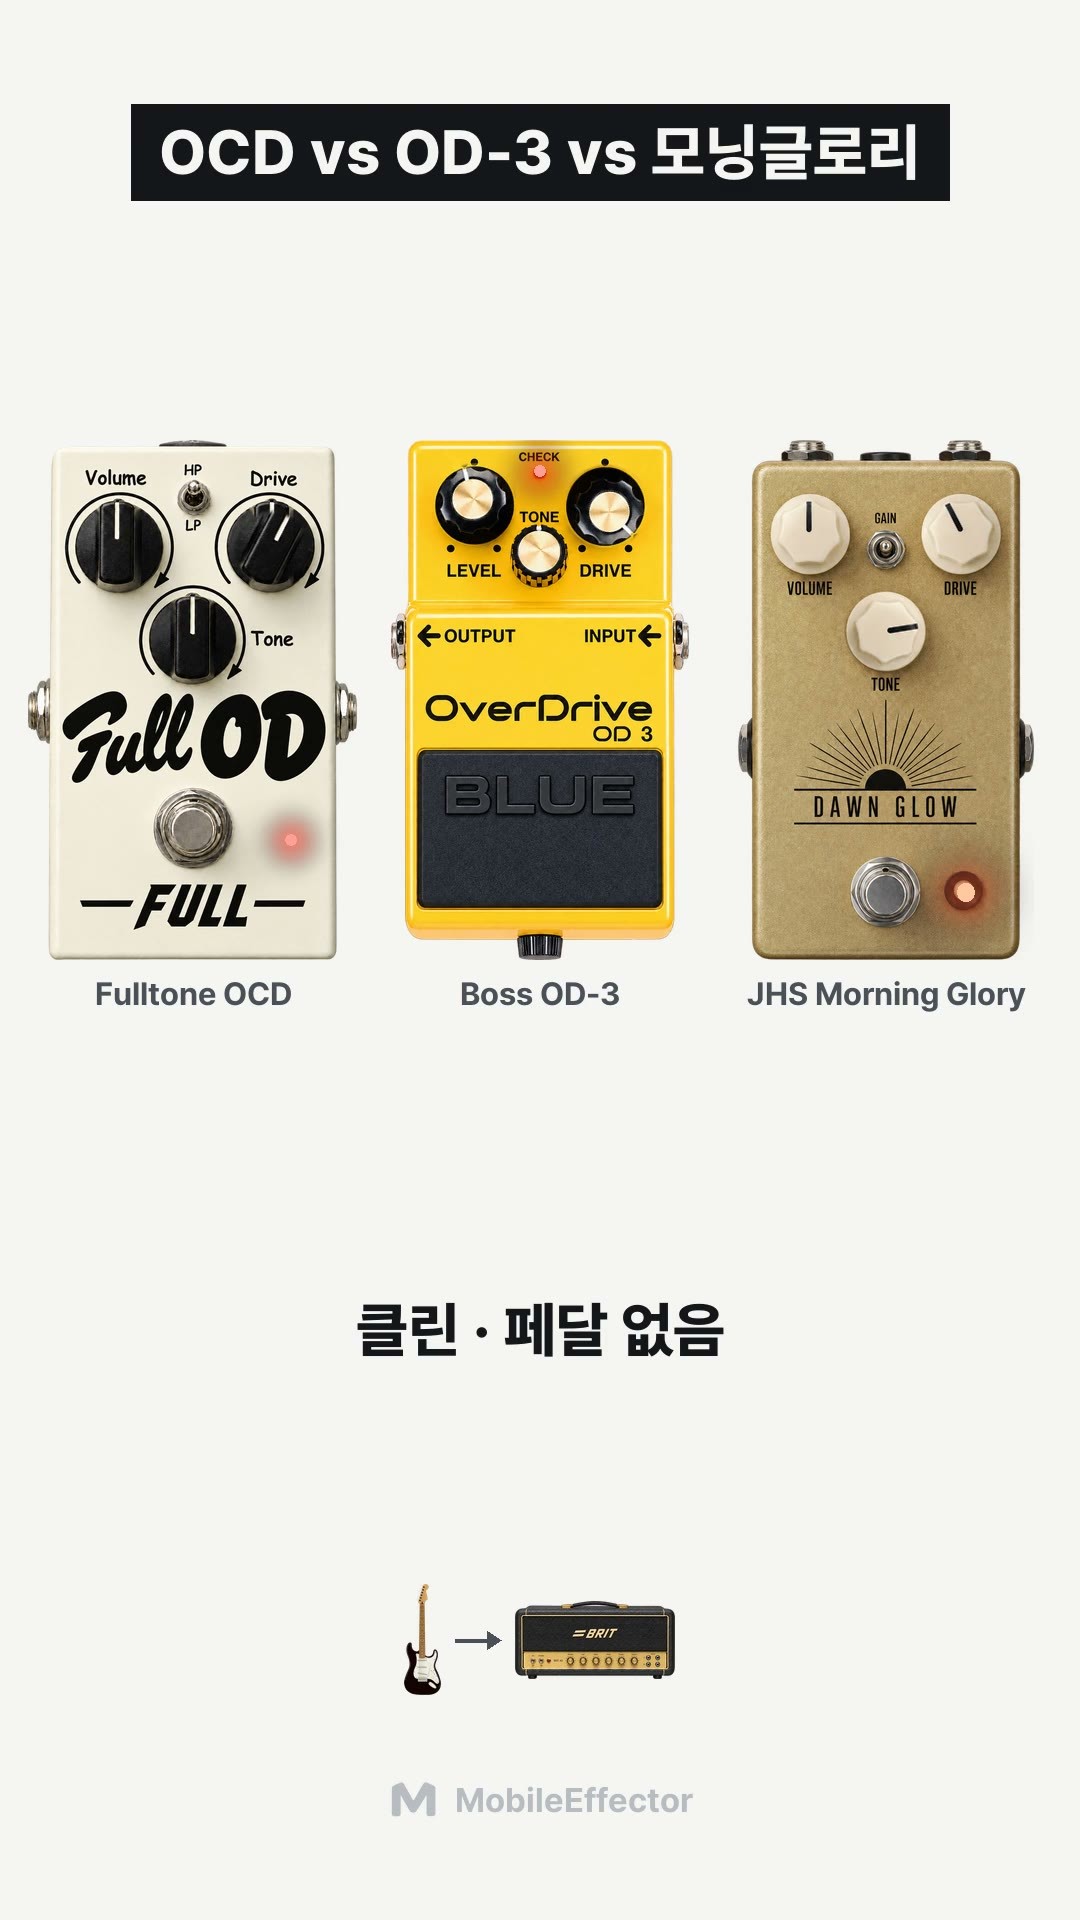 OCD vs OD-3 vs 모닝글로리
Volume
HP
LP
Drive
Tone
Full OD
FULL
CHECK
TONE
LEVEL
DRIVE
OUTPUT
INPUT
OverDrive
OD 3
BLUE
GAIN
VOLUME
DRIVE
TONE
DAWN GLOW
Fulltone OCD
Boss OD-3
JHS Morning Glory
클린 · 페달 없음
BRIT
MobileEffector